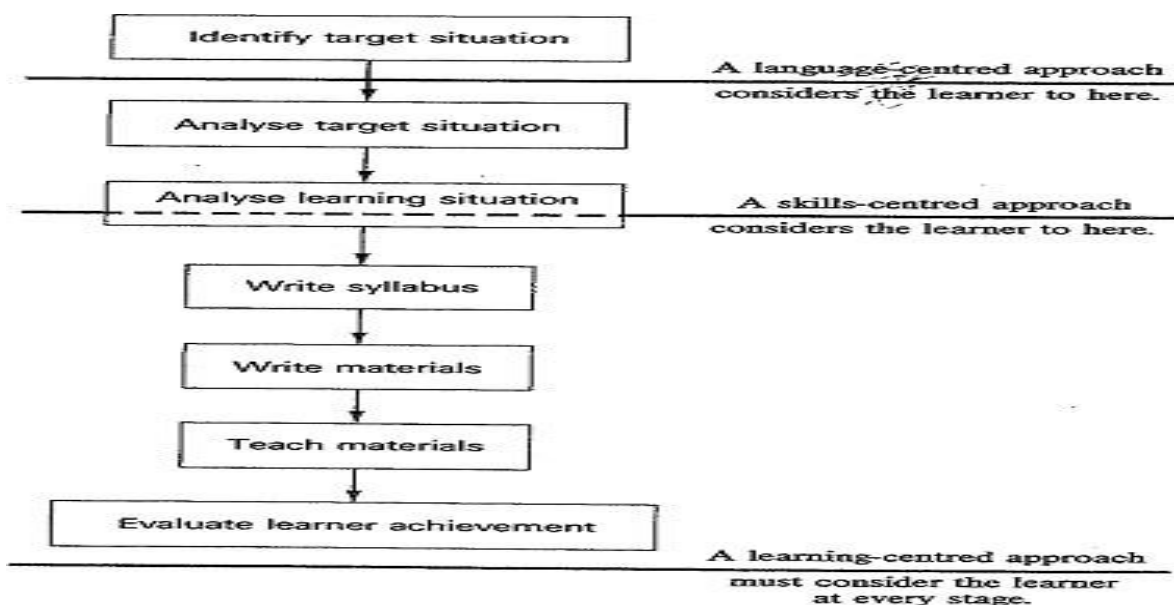 Identify target situation
A language-centred approach
considers the learner to here.
Analyse target situation
Analyse learning situation
A skills-centred approach
considers the learner to here.
Write syllabus
Write materials
Teach materials
Evaluate learner achievement
A learning-centred approach
must consider the learner
at every stage.